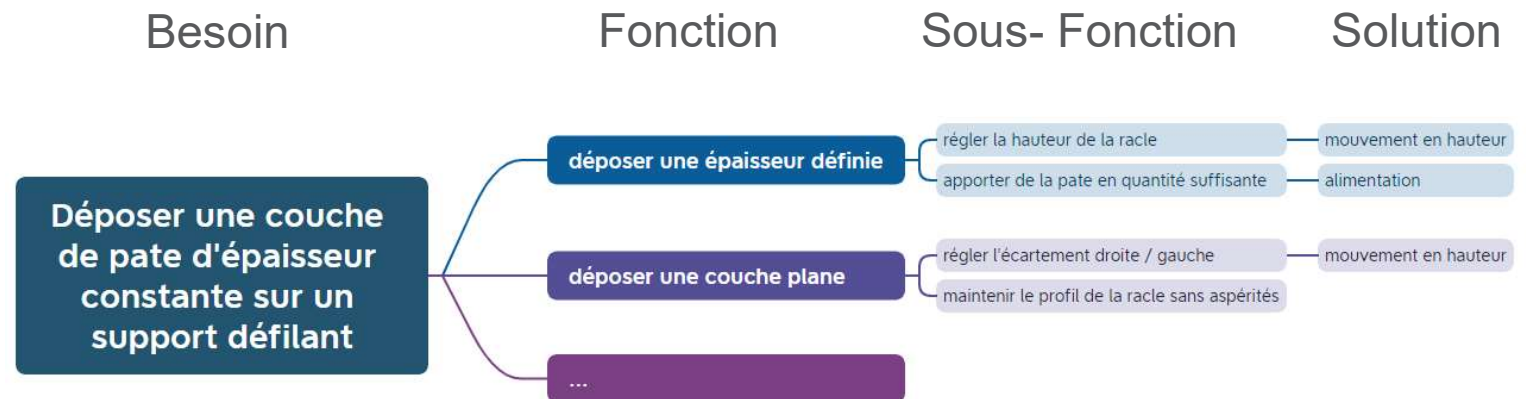 Besoin
Fonction
Sous- Fonction
Solution
Déposer une couche
de pate d'épaisseur
constante sur un
support défilant
déposer une épaisseur définie
régler la hauteur de la racle
mouvement en hauteur
apporter de la pate en quantité suffisante
alimentation
déposer une couche plane
régler l'écartement droite / gauche
mouvement en hauteur
maintenir le profil de la racle sans aspérités
...